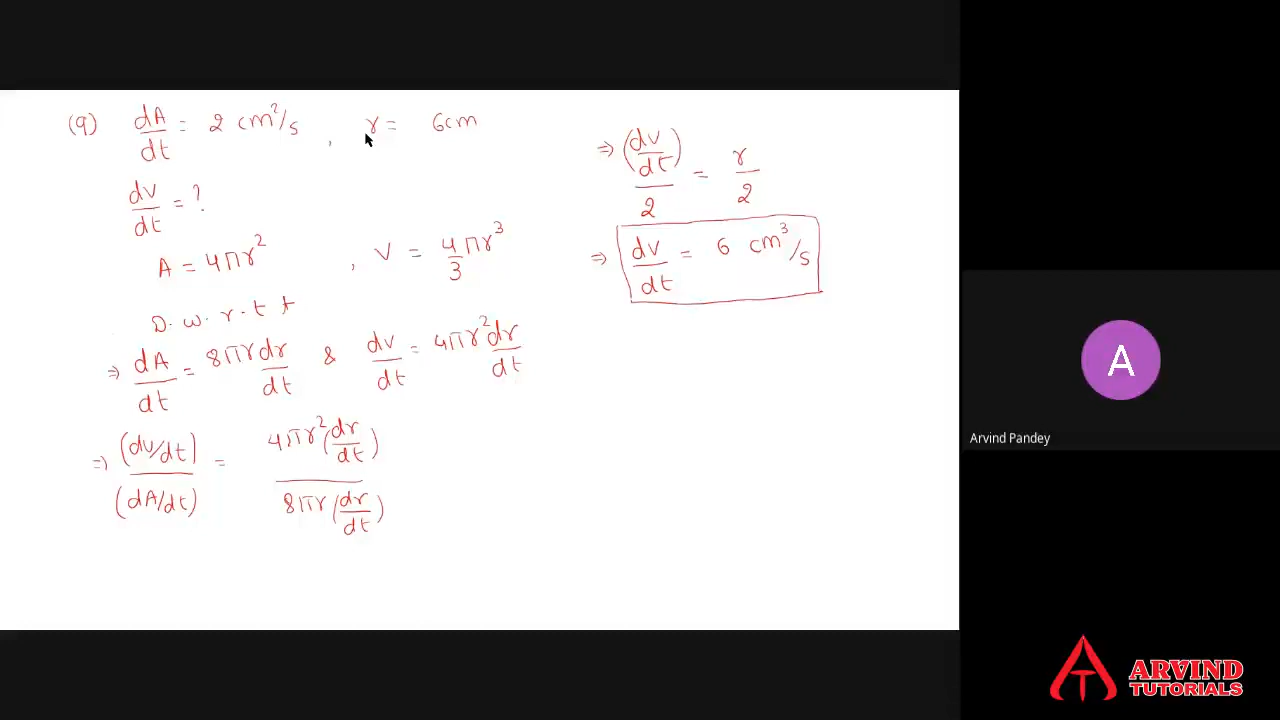 (9) dA/dt = 2 cm²/s , r = 6cm
dv/dt = ?
A = 4πr² , V = 4/3 πr³
D. w. r. t t
⇒ dA/dt = 8πr dr/dt & dv/dt = 4πr² dr/dt
⇒ (dv/dt)/(dA/dt) = 4πr² (dr/dt) / 8πr (dr/dt)
⇒ (dv/dt)/2 = r/2
⇒ dv/dt = 6 cm³/s
A
Arvind Pandey
ARVIND
TUTORIALS